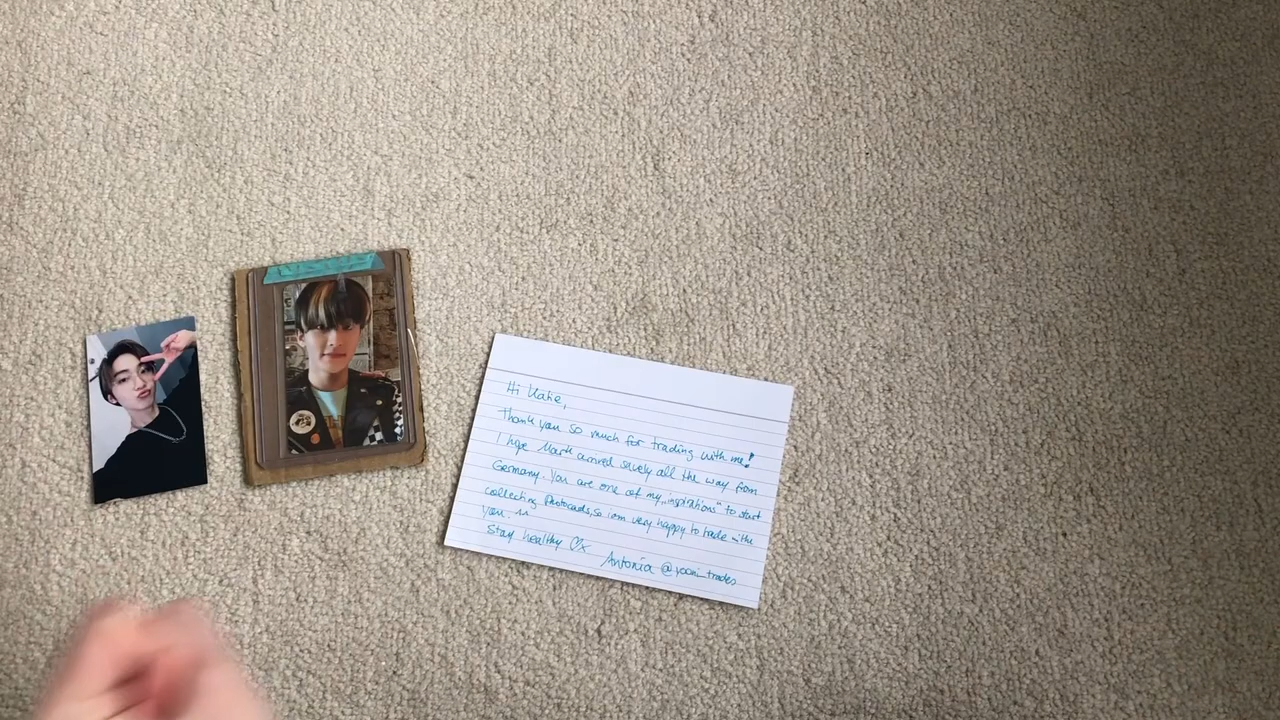 Hi Katie,
Thank you so much for trading with me!
I hope Mark arrived savely all the way from
Germany. You are one of my „inspirations" to start
collecting Photocards, so i am very happy to trade with
you ^^
Stay healthy
Antonia @yoomi_trades